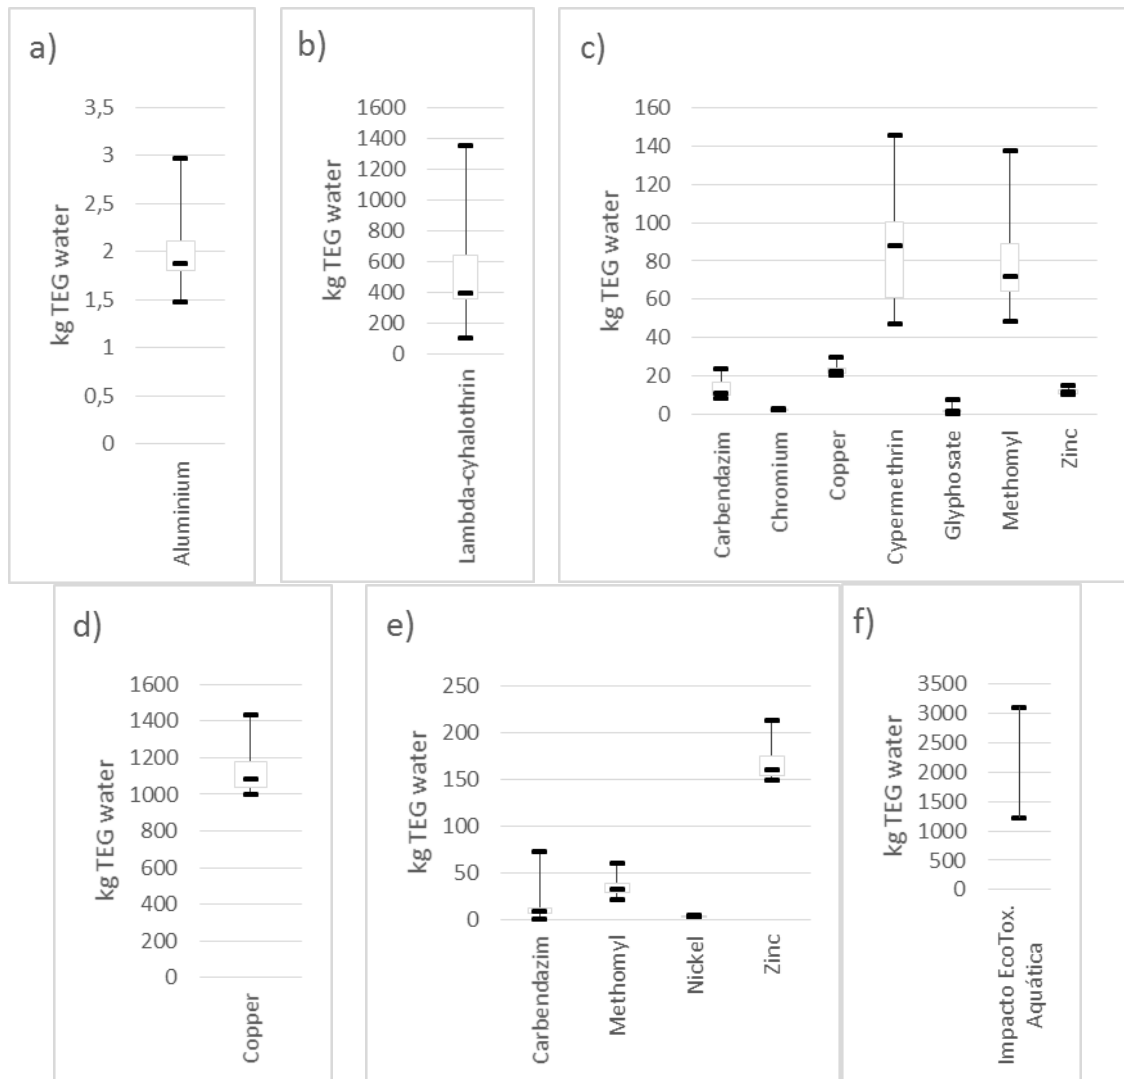 a)
kg TEG water
3,5
3
2,5
2
1,5
1
0,5
0
Aluminium
b)
kg TEG water
1600
1400
1200
1000
800
600
400
200
0
Lambda-cyhalothrin
c)
kg TEG water
160
140
120
100
80
60
40
20
0
Carbendazim
Chromium
Copper
Cypermethrin
Glyphosate
Methomyl
Zinc
d)
kg TEG water
1600
1400
1200
1000
800
600
400
200
0
Copper
e)
kg TEG water
250
200
150
100
50
0
Carbendazim
Methomyl
Nickel
Zinc
f)
kg TEG water
3500
3000
2500
2000
1500
1000
500
0
Impacto EcoTox.
Aquática